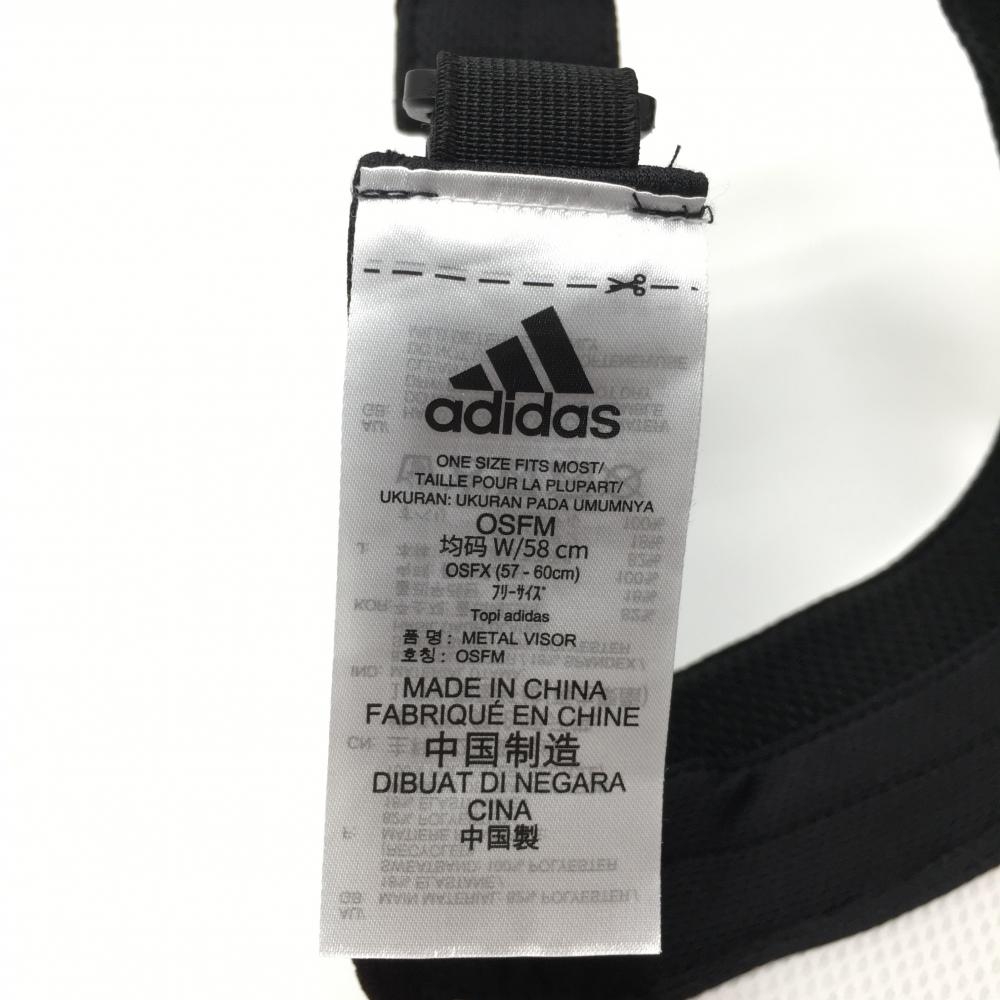 adidas
ONE SIZE FITS MOST/
TAILLE POUR LA PLUPART/
UKURAN: UKURAN PADA UMUMNYA
OSFM
均码 W/58 cm
OSFX (57 - 60cm)
ﾌﾘｰｻｲｽﾞ
Topi adidas
품 명 : METAL VISOR
호칭 : OSFM
MADE IN CHINA
FABRIQUÉ EN CHINE
中国制造
DIBUAT DI NEGARA
CINA
中国製